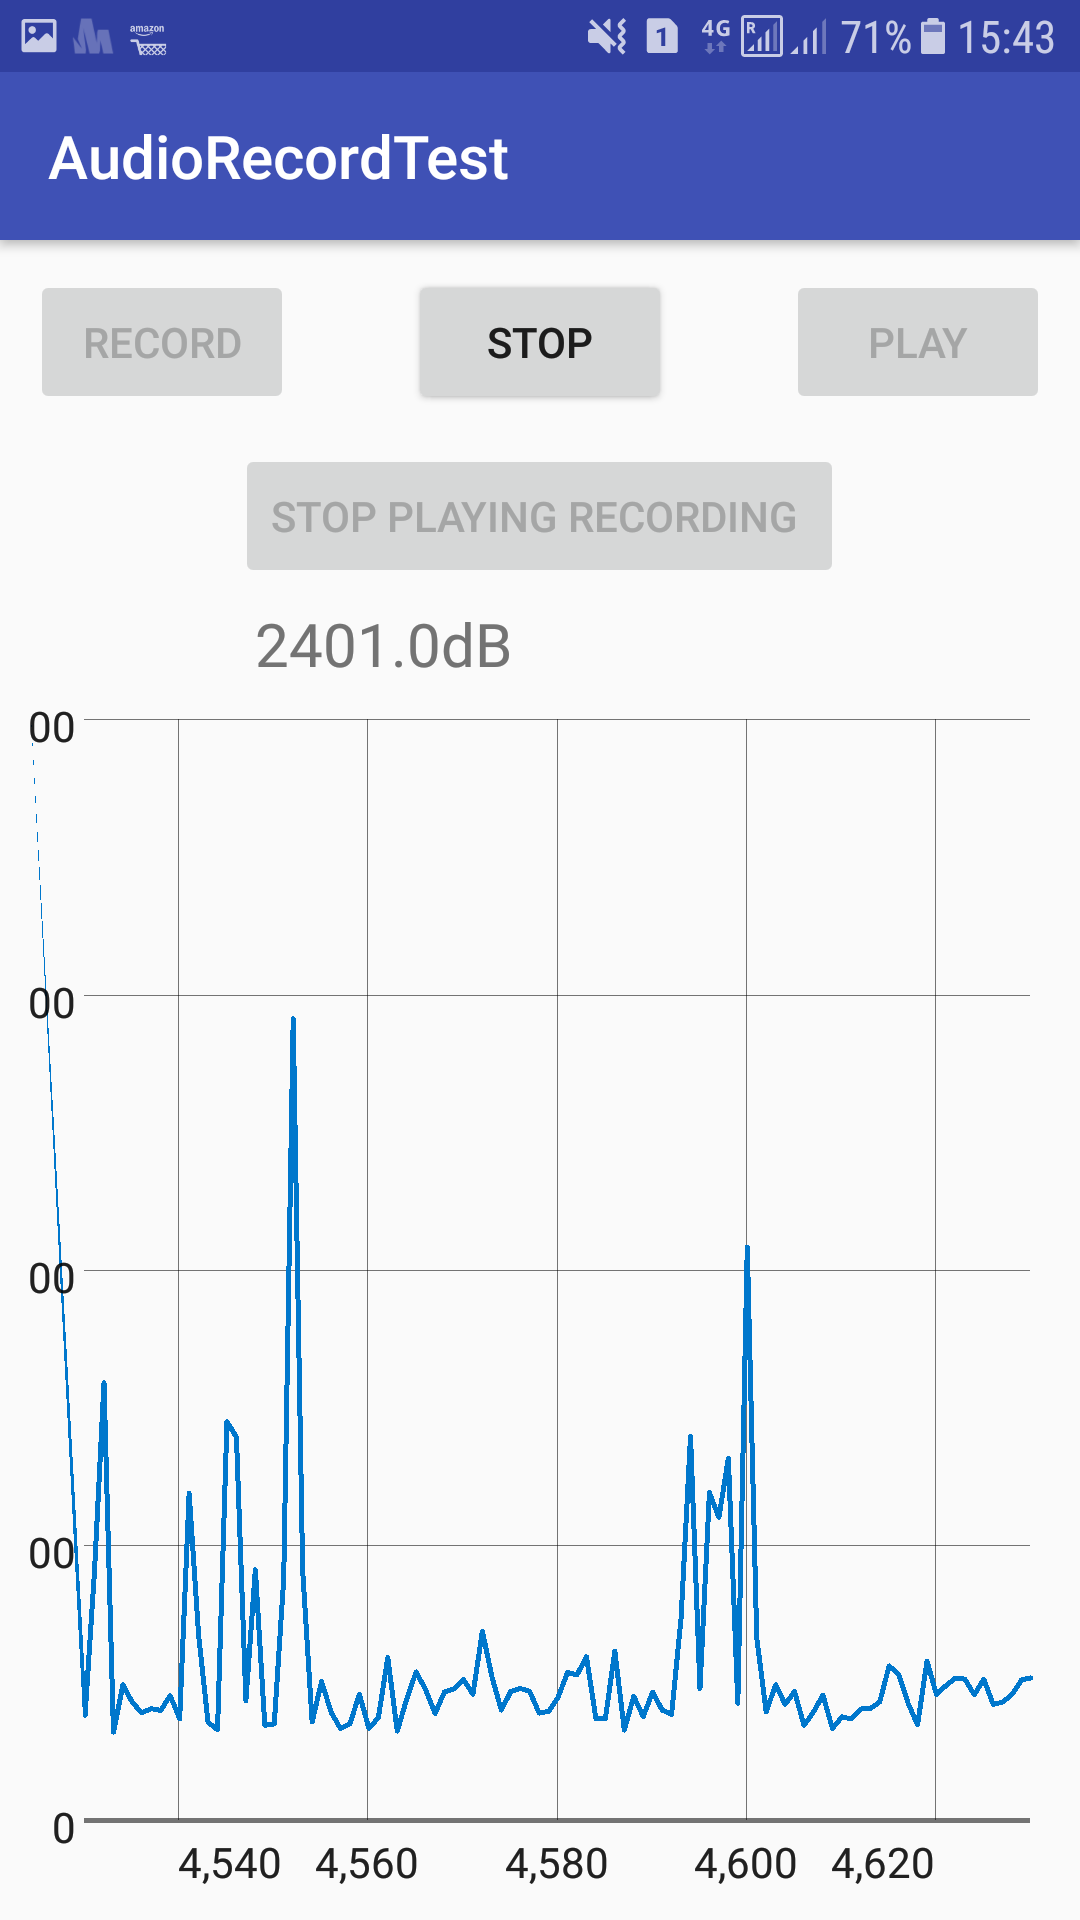 amazon
1 4G R 71% 15:43
AudioRecordTest
RECORD STOP PLAY
STOP PLAYING RECORDING
2401.0dB
00
00
00
00
0
4,540 4,560 4,580 4,600 4,620